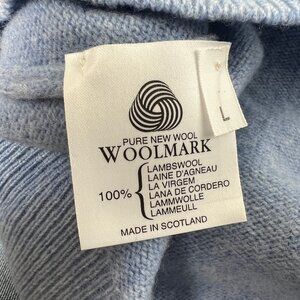 PURE NEW WOOL
WOOLMARK
100%
LAMBSWOOL
LAINE D'AGNEAU
LA VIRGEM
LANA DE CORDERO
LAMMWOLLE
LAMMEULL
MADE IN SCOTLAND
L